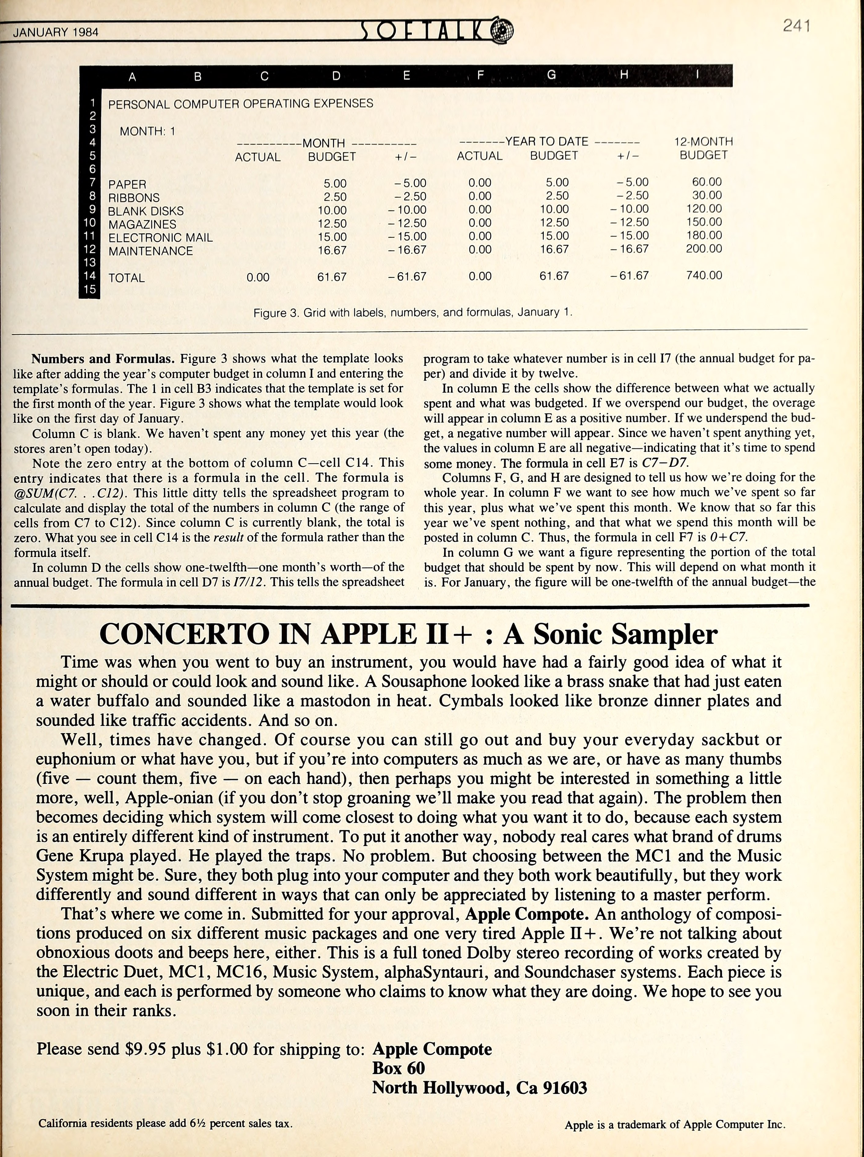 JANUARY 1984
SOFTALK
241
A B C D E F G H I
1 PERSONAL COMPUTER OPERATING EXPENSES
2
3 MONTH: 1
4 ----------MONTH ---------- -------YEAR TO DATE ------- 12-MONTH
5 ACTUAL BUDGET +/− ACTUAL BUDGET +/− BUDGET
6
7 PAPER 5.00 −5.00 0.00 5.00 −5.00 60.00
8 RIBBONS 2.50 −2.50 0.00 2.50 −2.50 30.00
9 BLANK DISKS 10.00 −10.00 0.00 10.00 −10.00 120.00
10 MAGAZINES 12.50 −12.50 0.00 12.50 −12.50 150.00
11 ELECTRONIC MAIL 15.00 −15.00 0.00 15.00 −15.00 180.00
12 MAINTENANCE 16.67 −16.67 0.00 16.67 −16.67 200.00
13
14 TOTAL 0.00 61.67 −61.67 0.00 61.67 −61.67 740.00
15
Figure 3. Grid with labels, numbers, and formulas, January 1.
Numbers and Formulas. Figure 3 shows what the template looks
like after adding the year's computer budget in column I and entering the
template's formulas. The 1 in cell B3 indicates that the template is set for
the first month of the year. Figure 3 shows what the template would look
like on the first day of January.
Column C is blank. We haven't spent any money yet this year (the
stores aren't open today).
Note the zero entry at the bottom of column C—cell C14. This
entry indicates that there is a formula in the cell. The formula is
@SUM(C7. . .C12). This little ditty tells the spreadsheet program to
calculate and display the total of the numbers in column C (the range of
cells from C7 to C12). Since column C is currently blank, the total is
zero. What you see in cell C14 is the result of the formula rather than the
formula itself.
In column D the cells show one-twelfth—one month's worth—of the
annual budget. The formula in cell D7 is I7/12. This tells the spreadsheet
program to take whatever number is in cell I7 (the annual budget for pa-
per) and divide it by twelve.
In column E the cells show the difference between what we actually
spent and what was budgeted. If we overspend our budget, the overage
will appear in column E as a positive number. If we underspend the bud-
get, a negative number will appear. Since we haven't spent anything yet,
the values in column E are all negative—indicating that it's time to spend
some money. The formula in cell E7 is C7−D7.
Columns F, G, and H are designed to tell us how we're doing for the
whole year. In column F we want to see how much we've spent so far
this year, plus what we've spent this month. We know that so far this
year we've spent nothing, and that what we spend this month will be
posted in column C. Thus, the formula in cell F7 is 0+C7.
In column G we want a figure representing the portion of the total
budget that should be spent by now. This will depend on what month it
is. For January, the figure will be one-twelfth of the annual budget—the
CONCERTO IN APPLE II+ : A Sonic Sampler
Time was when you went to buy an instrument, you would have had a fairly good idea of what it
might or should or could look and sound like. A Sousaphone looked like a brass snake that had just eaten
a water buffalo and sounded like a mastodon in heat. Cymbals looked like bronze dinner plates and
sounded like traffic accidents. And so on.
Well, times have changed. Of course you can still go out and buy your everyday sackbut or
euphonium or what have you, but if you're into computers as much as we are, or have as many thumbs
(five — count them, five — on each hand), then perhaps you might be interested in something a little
more, well, Apple-onian (if you don't stop groaning we'll make you read that again). The problem then
becomes deciding which system will come closest to doing what you want it to do, because each system
is an entirely different kind of instrument. To put it another way, nobody real cares what brand of drums
Gene Krupa played. He played the traps. No problem. But choosing between the MC1 and the Music
System might be. Sure, they both plug into your computer and they both work beautifully, but they work
differently and sound different in ways that can only be appreciated by listening to a master perform.
That's where we come in. Submitted for your approval, Apple Compote. An anthology of composi-
tions produced on six different music packages and one very tired Apple II+. We're not talking about
obnoxious doots and beeps here, either. This is a full toned Dolby stereo recording of works created by
the Electric Duet, MC1, MC16, Music System, alphaSyntauri, and Soundchaser systems. Each piece is
unique, and each is performed by someone who claims to know what they are doing. We hope to see you
soon in their ranks.
Please send $9.95 plus $1.00 for shipping to: Apple Compote
Box 60
North Hollywood, Ca 91603
California residents please add 6½ percent sales tax.
Apple is a trademark of Apple Computer Inc.